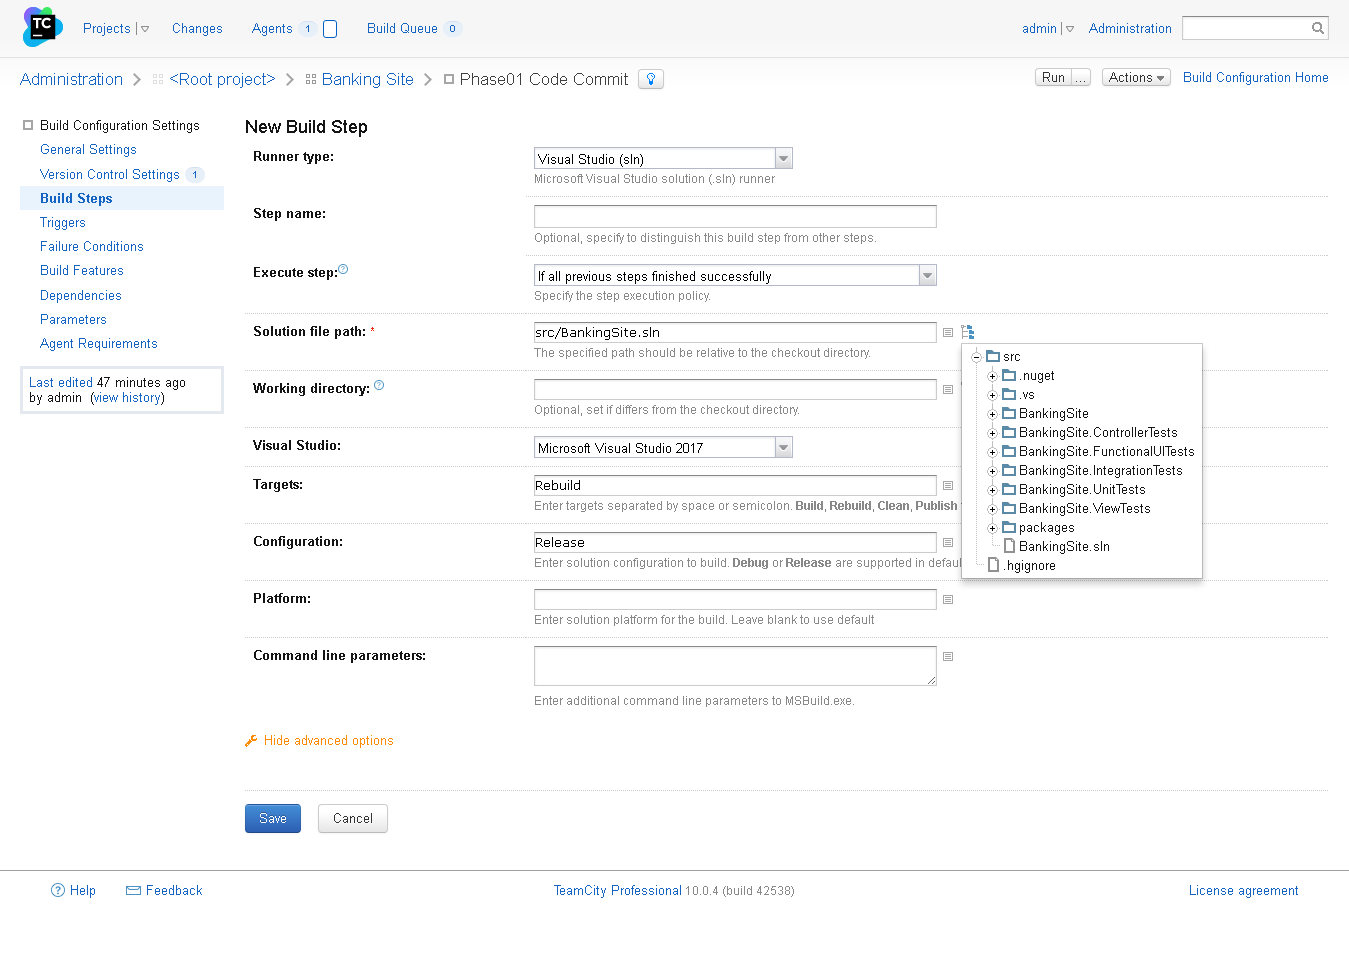 TC Projects Changes Agents 1 Build Queue 0 admin Administration
Administration <Root project> Banking Site Phase01 Code Commit Run ... Actions Build Configuration Home
Build Configuration Settings
General Settings
Version Control Settings 1
Build Steps
Triggers
Failure Conditions
Build Features
Dependencies
Parameters
Agent Requirements
Last edited 47 minutes ago
by admin (view history)
New Build Step
Runner type: Visual Studio (sln)
Microsoft Visual Studio solution (.sln) runner
Step name:
Optional, specify to distinguish this build step from other steps.
Execute step: ? If all previous steps finished successfully
Specify the step execution policy.
Solution file path: * src/BankingSite.sln
The specified path should be relative to the checkout directory.
Working directory: ?
Optional, set if differs from the checkout directory.
Visual Studio: Microsoft Visual Studio 2017
Targets: Rebuild
Enter targets separated by space or semicolon. Build, Rebuild, Clean, Publish
Configuration: Release
Enter solution configuration to build. Debug or Release are supported in defau
Platform:
Enter solution platform for the build. Leave blank to use default
Command line parameters:
Enter additional command line parameters to MSBuild.exe.
src
.nuget
.vs
BankingSite
BankingSite.ControllerTests
BankingSite.FunctionalUITests
BankingSite.IntegrationTests
BankingSite.UnitTests
BankingSite.ViewTests
packages
BankingSite.sln
.hgignore
Hide advanced options
Save Cancel
? Help Feedback TeamCity Professional 10.0.4 (build 42538) License agreement